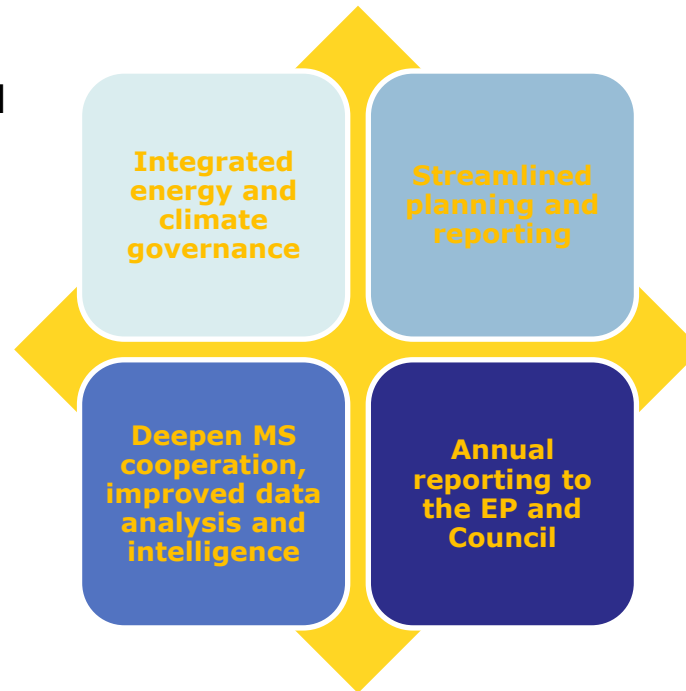 Integrated
energy and
climate
governance
Streamlined
planning and
reporting
Deepen MS
cooperation,
improved data
analysis and
intelligence
Annual
reporting to
the EP and
Council